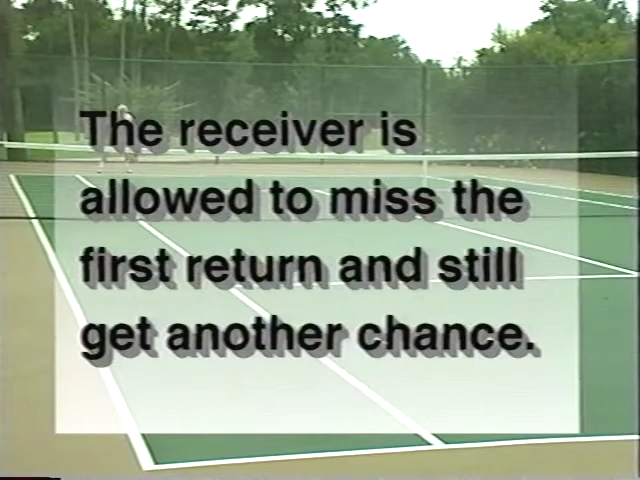 The receiver is
allowed to miss the
first return and still
get another chance.